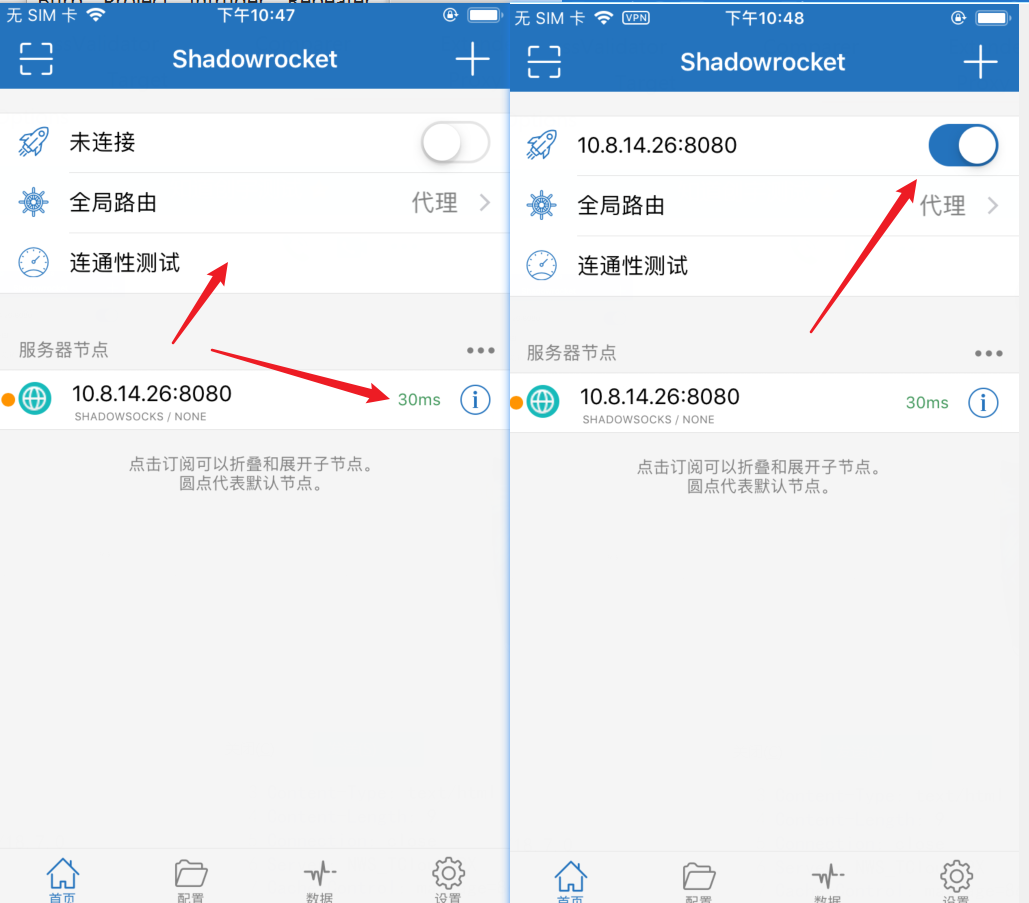 Burp Project Intruder Repeater
无 SIM 卡 下午10:47
Shadowrocket
未连接
全局路由 代理
连通性测试
服务器节点
10.8.14.26:8080 30ms
SHADOWSOCKS / NONE
点击订阅可以折叠和展开子节点。
圆点代表默认节点。
首页 配置 数据 设置
无 SIM 卡 VPN 下午10:48
Shadowrocket
10.8.14.26:8080
全局路由 代理
连通性测试
服务器节点
10.8.14.26:8080 30ms
SHADOWSOCKS / NONE
点击订阅可以折叠和展开子节点。
圆点代表默认节点。
首页 配置 数据 设置